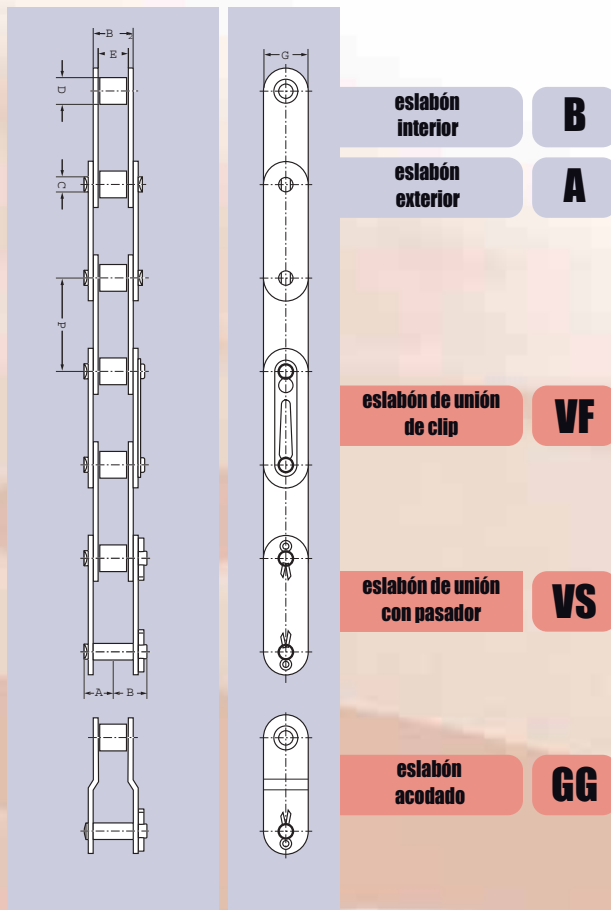 B
2
E
G
D
eslabón
interior
B
C
eslabón
exterior
A
P
eslabón de unión
de clip
VF
eslabón de unión
con pasador
VS
A
B
eslabón
acodado
GG